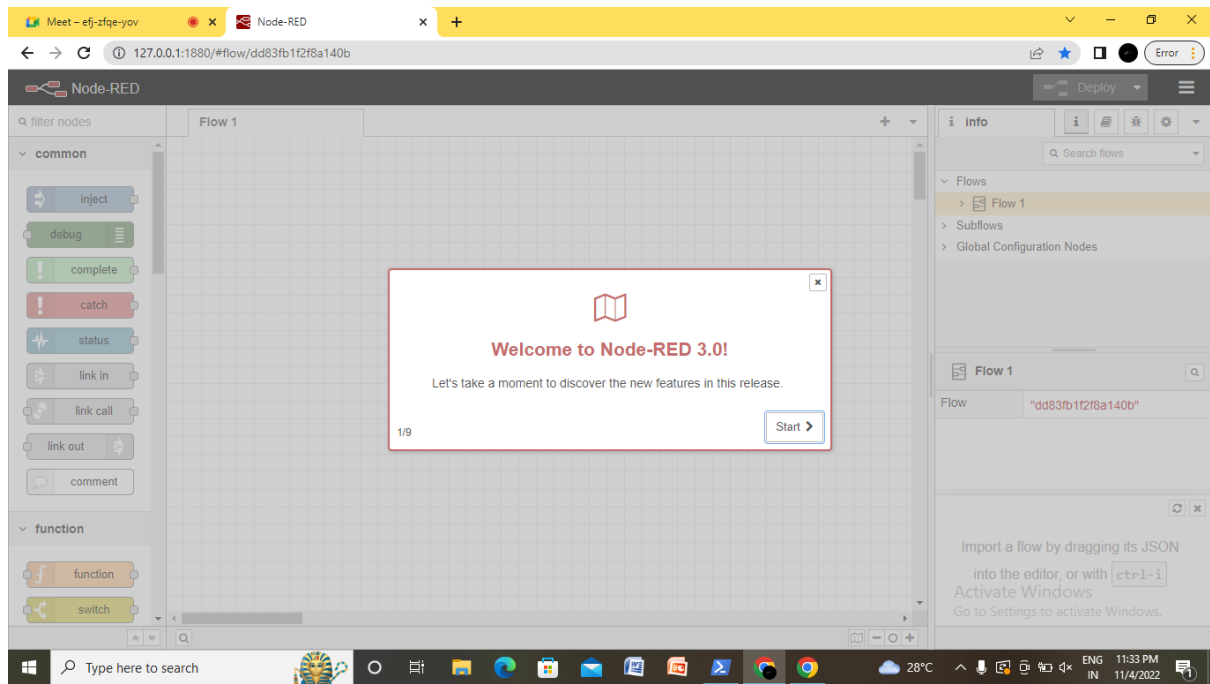 Meet – efj-zfqe-yov
Node-RED
127.0.0.1:1880/#flow/dd83fb1f2f8a140b
Error
Node-RED
Deploy
filter nodes
Flow 1
i info
i
common
Search flows
inject
debug
complete
catch
status
link in
link call
link out
comment
function
function
switch
Flows
Flow 1
Subflows
Global Configuration Nodes
Welcome to Node-RED 3.0!
Let's take a moment to discover the new features in this release.
1/9
Start
Flow 1
Flow "dd83fb1f2f8a140b"
Import a flow by dragging its JSON
into the editor, or with ctrl-i
Activate Windows
Go to Settings to activate Windows.
Type here to search
28°C
ENG
IN
11:33 PM
11/4/2022
1